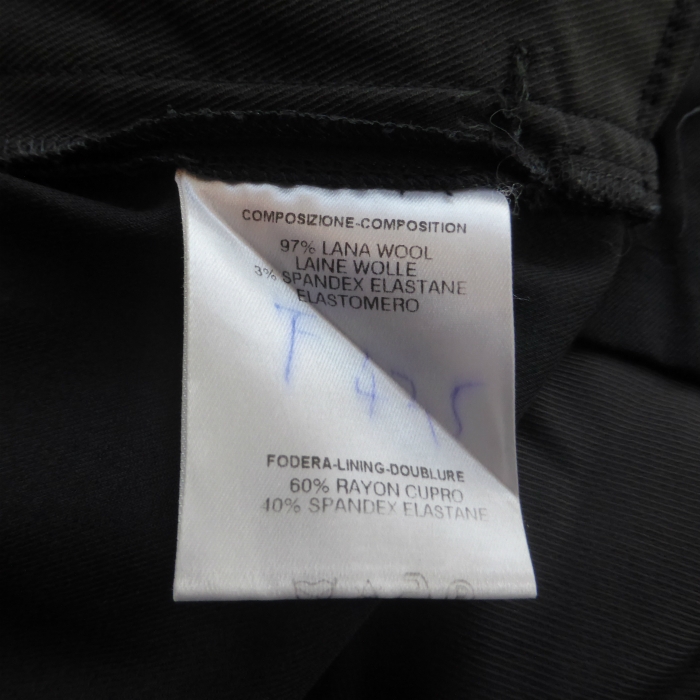 COMPOSIZIONE-COMPOSITION
97% LANA WOOL
LAINE WOLLE
3% SPANDEX ELASTANE
ELASTOMERO
FODERA-LINING-DOUBLURE
60% RAYON CUPRO
40% SPANDEX ELASTANE